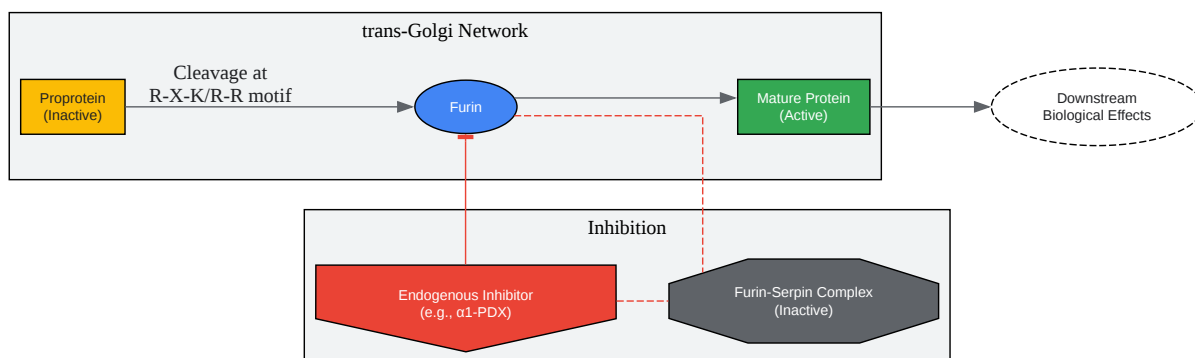 trans-Golgi Network
Proprotein
(Inactive)
Cleavage at
R-X-K/R-R motif
Furin
Mature Protein
(Active)
Downstream
Biological Effects
Inhibition
Endogenous Inhibitor
(e.g., α1-PDX)
Furin-Serpin Complex
(Inactive)